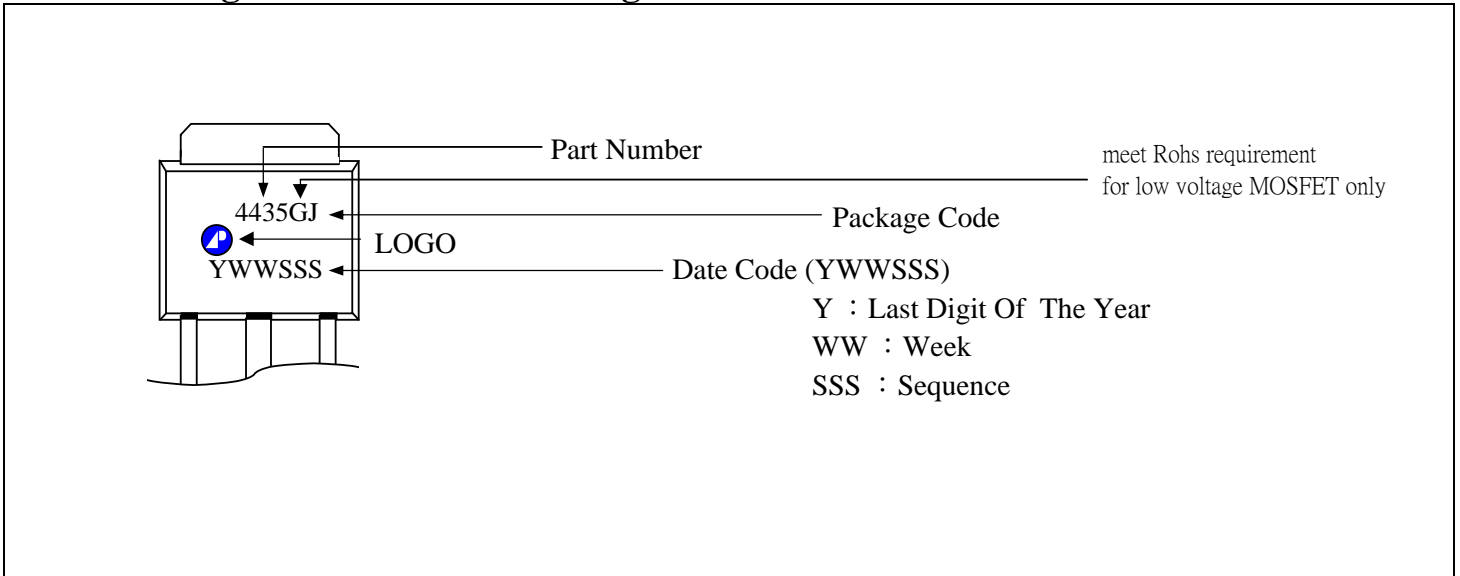 Part Number
meet Rohs requirement
for low voltage MOSFET only
4435GJ
Package Code
LOGO
YWWSSS
Date Code (YWWSSS)
Y ：Last Digit Of The Year
WW ：Week
SSS ：Sequence